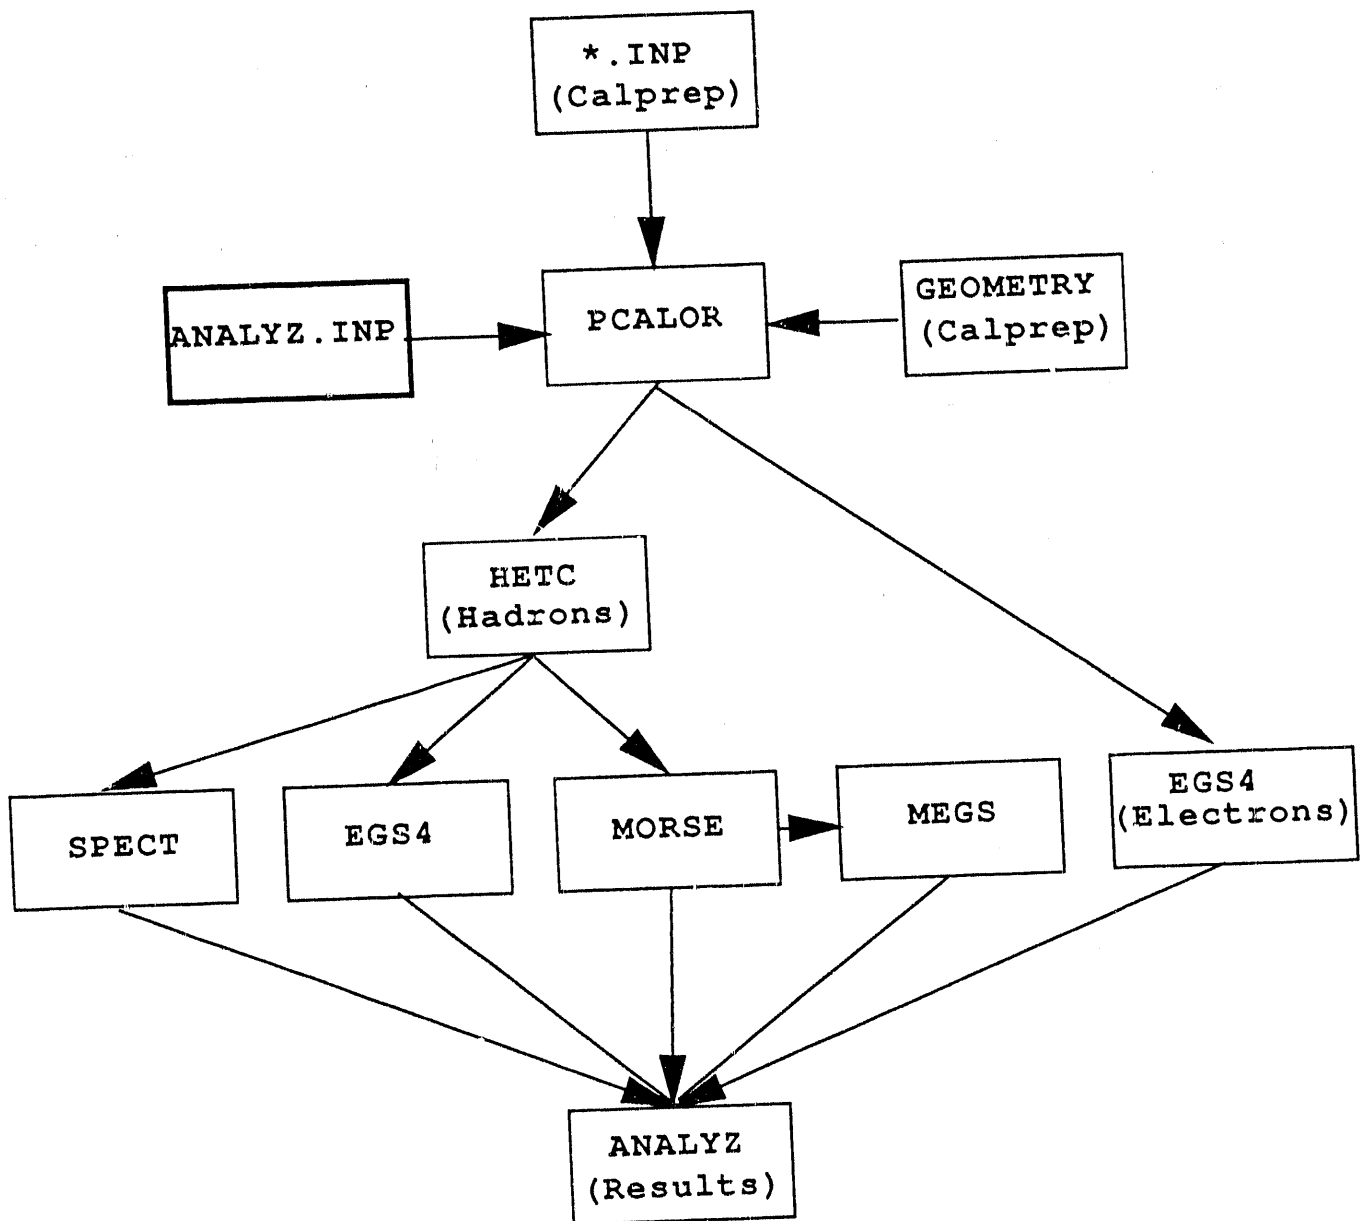 *.INP
(Calprep)
ANALYZ.INP
PCALOR
GEOMETRY
(Calprep)
HETC
(Hadrons)
SPECT
EGS4
MORSE
MEGS
EGS4
(Electrons)
ANALYZ
(Results)